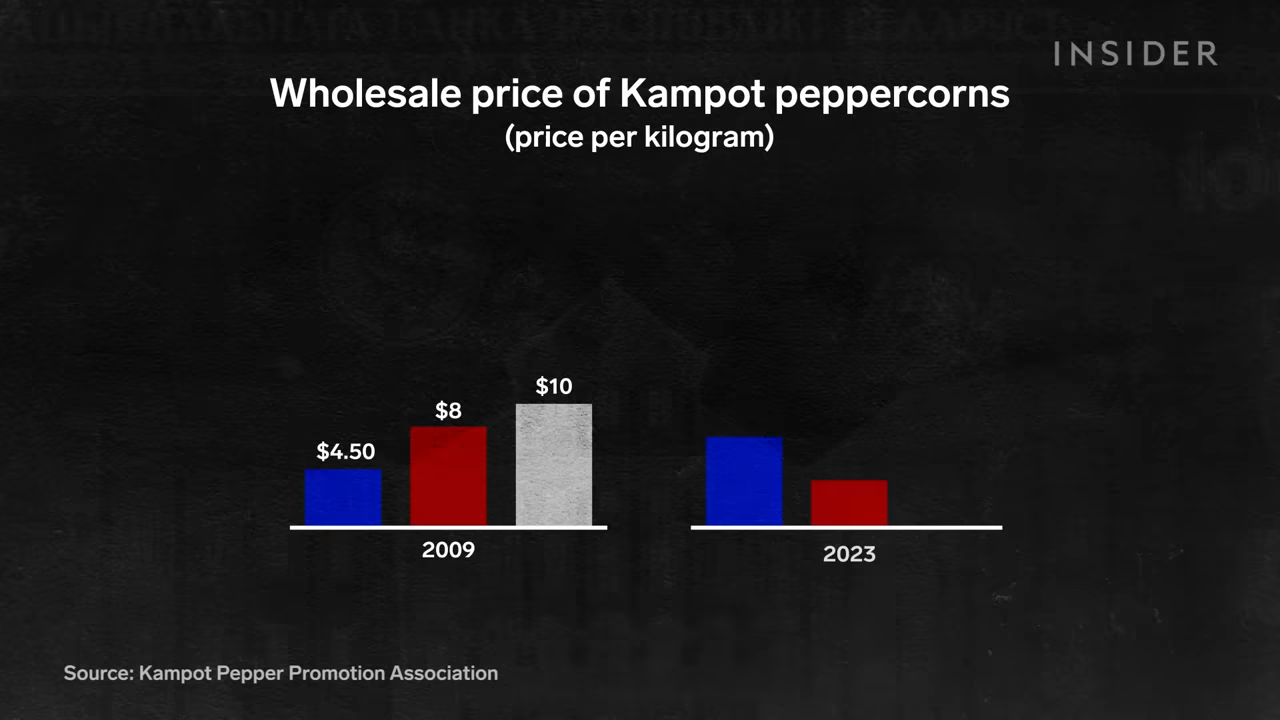 INSIDER
Wholesale price of Kampot peppercorns
(price per kilogram)
$4.50
$8
$10
2009
2023
Source: Kampot Pepper Promotion Association